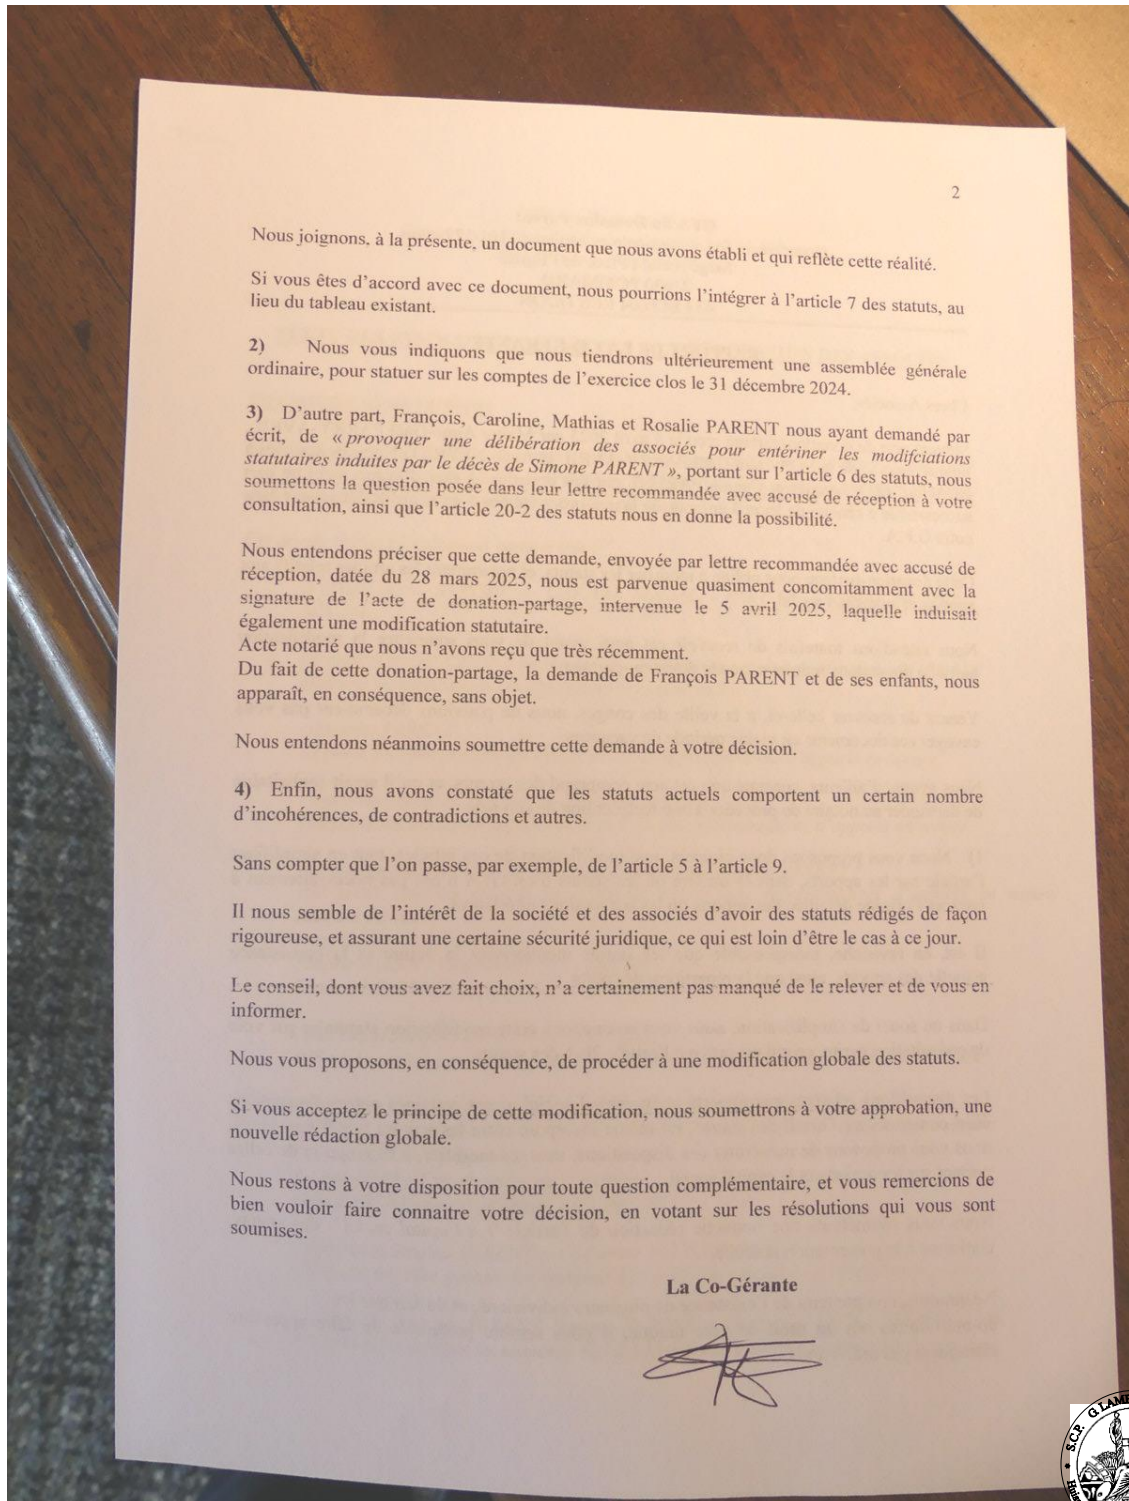 2
Nous joignons, à la présente, un document que nous avons établi et qui reflète cette réalité.
Si vous êtes d'accord avec ce document, nous pourrions l'intégrer à l'article 7 des statuts, au
lieu du tableau existant.
2) Nous vous indiquons que nous tiendrons ultérieurement une assemblée générale
ordinaire, pour statuer sur les comptes de l'exercice clos le 31 décembre 2024.
3) D'autre part, François, Caroline, Mathias et Rosalie PARENT nous ayant demandé par
écrit, de « provoquer une délibération des associés pour entériner les modifciations
statutaires induites par le décès de Simone PARENT », portant sur l'article 6 des statuts, nous
soumettons la question posée dans leur lettre recommandée avec accusé de réception à votre
consultation, ainsi que l'article 20-2 des statuts nous en donne la possibilité.
Nous entendons préciser que cette demande, envoyée par lettre recommandée avec accusé de
réception, datée du 28 mars 2025, nous est parvenue quasiment concomitamment avec la
signature de l'acte de donation-partage, intervenue le 5 avril 2025, laquelle induisait
également une modification statutaire.
Acte notarié que nous n'avons reçu que très récemment.
Du fait de cette donation-partage, la demande de François PARENT et de ses enfants, nous
apparaît, en conséquence, sans objet.
Nous entendons néanmoins soumettre cette demande à votre décision.
4) Enfin, nous avons constaté que les statuts actuels comportent un certain nombre
d'incohérences, de contradictions et autres.
Sans compter que l'on passe, par exemple, de l'article 5 à l'article 9.
Il nous semble de l'intérêt de la société et des associés d'avoir des statuts rédigés de façon
rigoureuse, et assurant une certaine sécurité juridique, ce qui est loin d'être le cas à ce jour.
Le conseil, dont vous avez fait choix, n'a certainement pas manqué de le relever et de vous en
informer.
Nous vous proposons, en conséquence, de procéder à une modification globale des statuts.
Si vous acceptez le principe de cette modification, nous soumettrons à votre approbation, une
nouvelle rédaction globale.
Nous restons à votre disposition pour toute question complémentaire, et vous remercions de
bien vouloir faire connaitre votre décision, en votant sur les résolutions qui vous sont
soumises.
La Co-Gérante
S.C.P. G